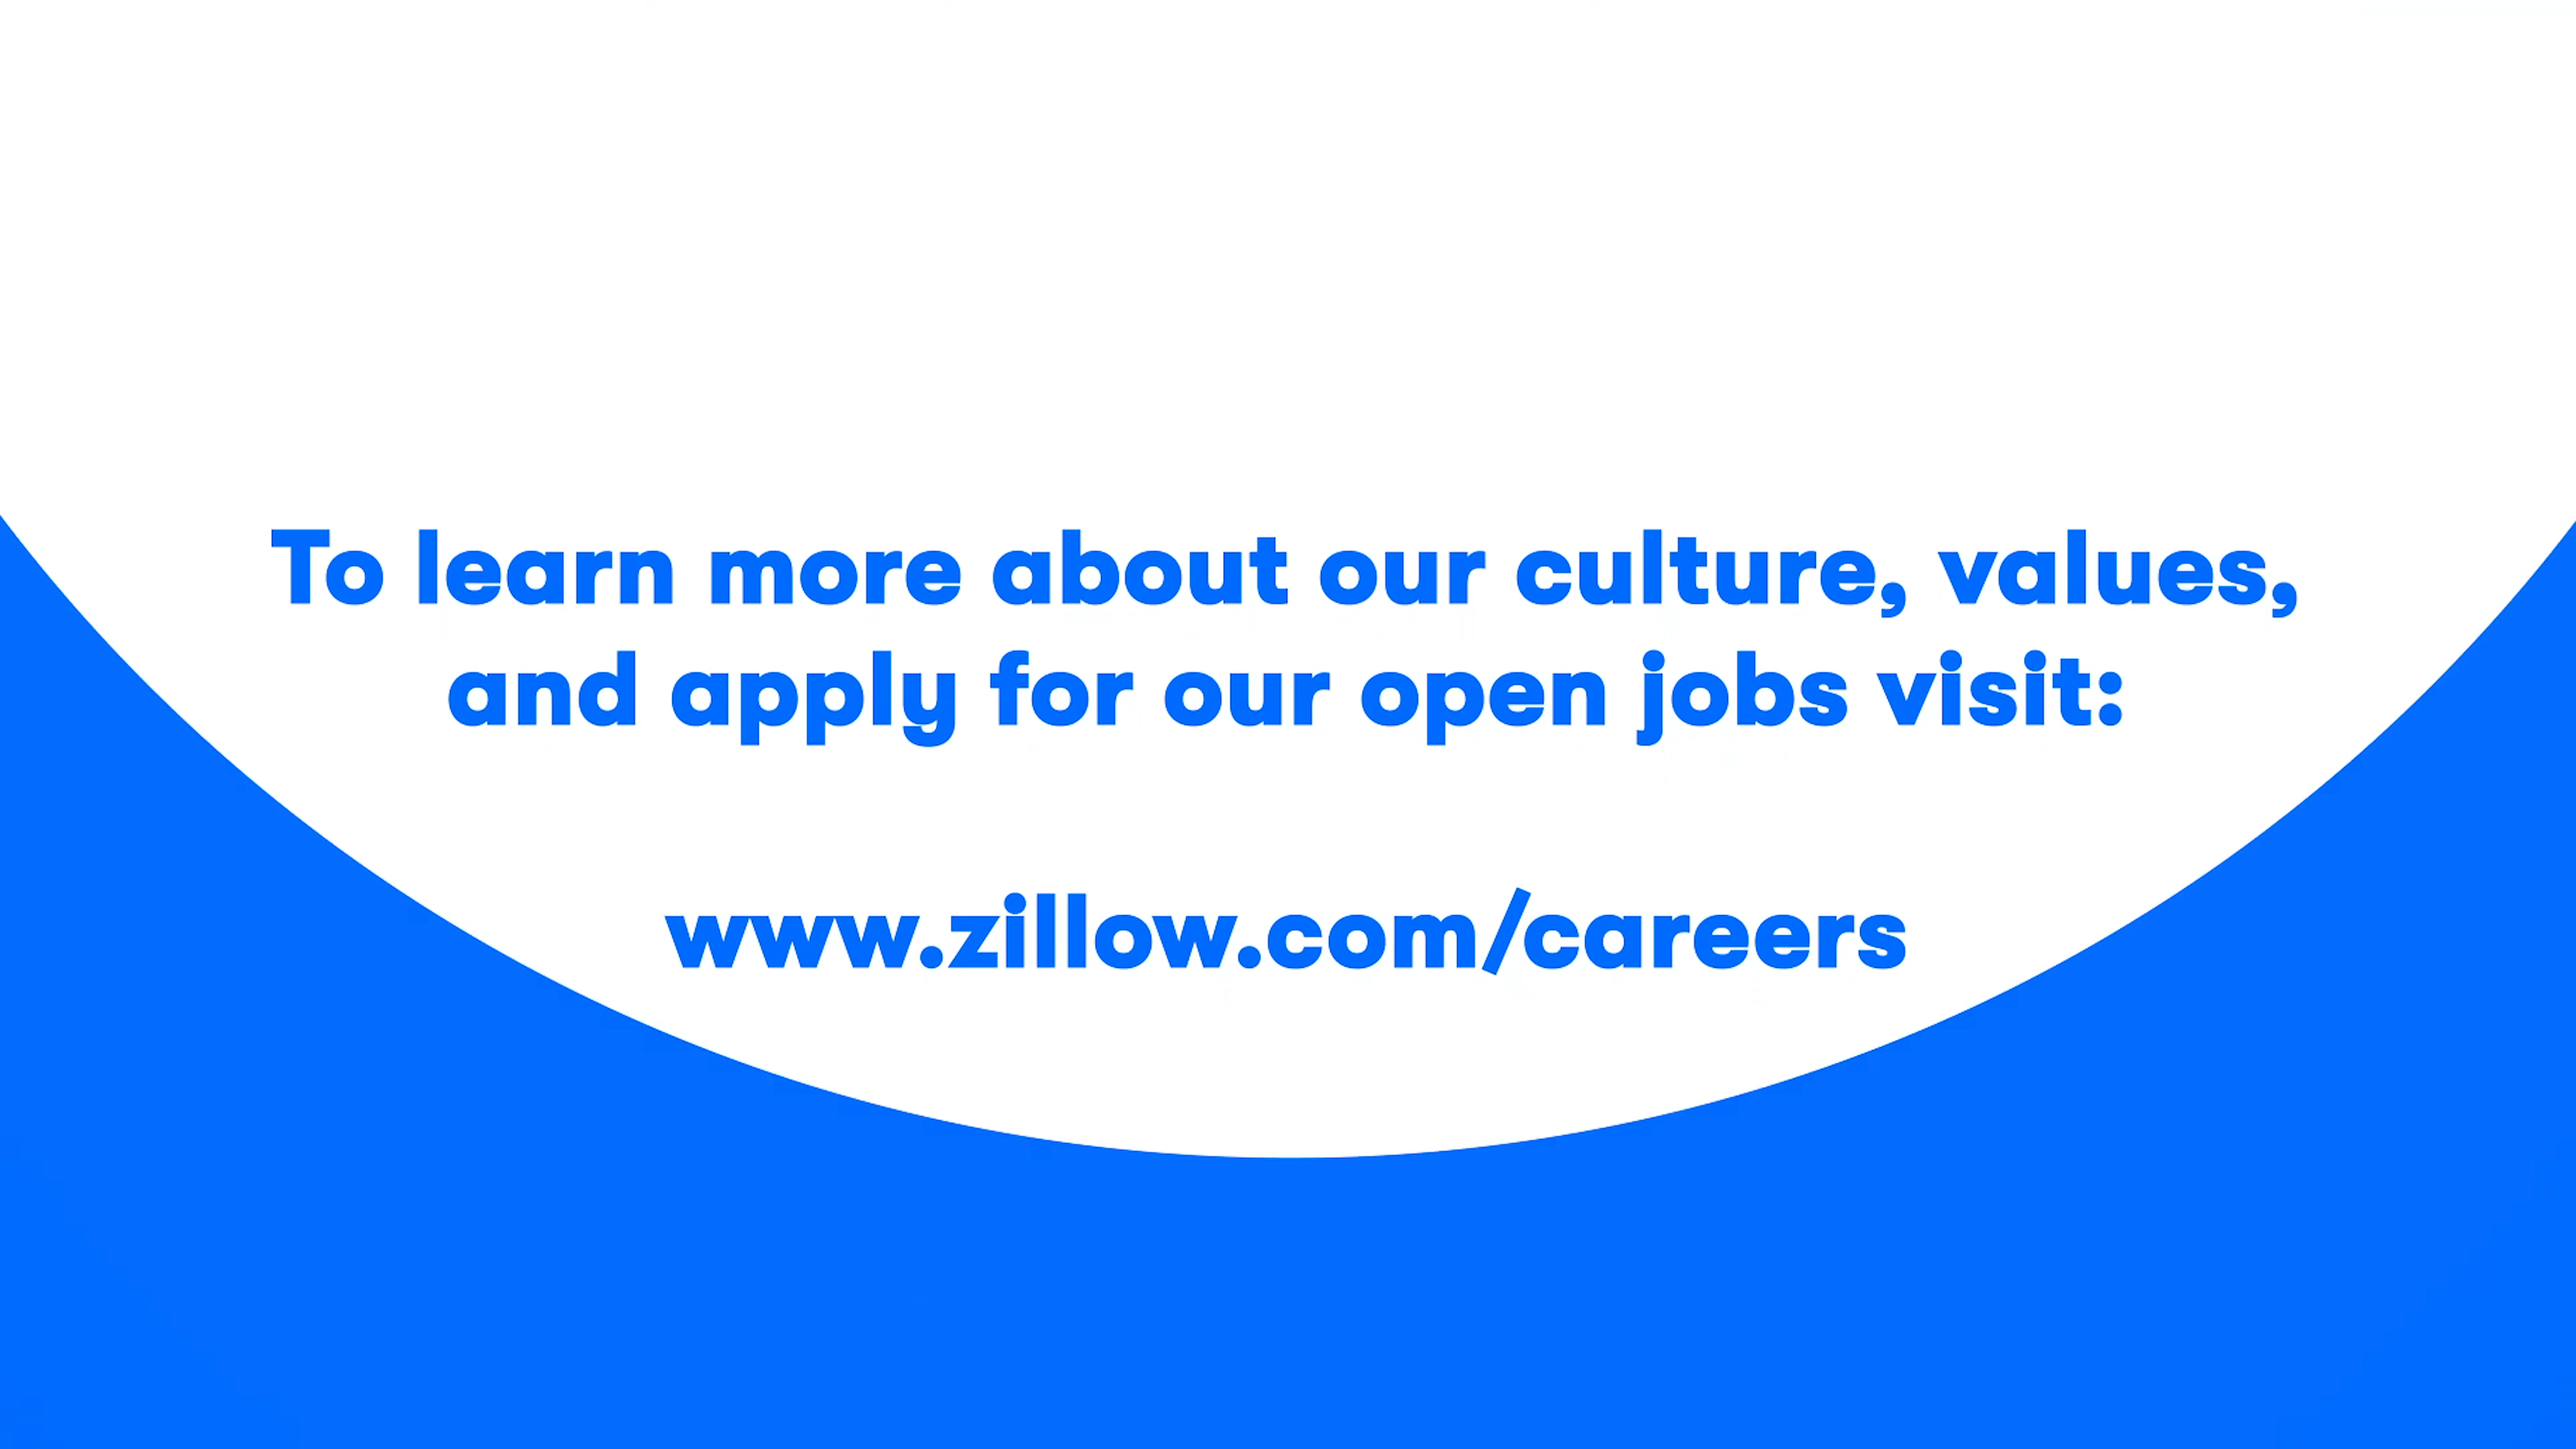 To learn more about our culture, values,
and apply for our open jobs visit:
www.zillow.com/careers